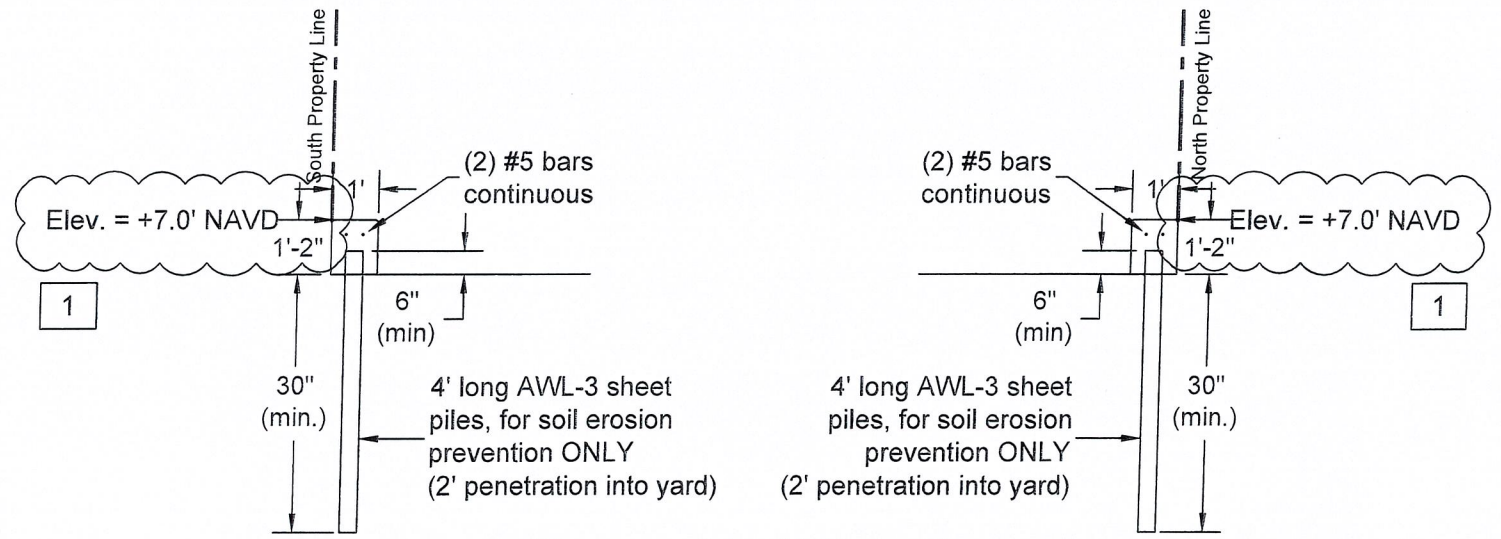 South Property Line
1'
(2) #5 bars
continuous
Elev. = +7.0' NAVD
1'-2"
1
6"
(min)
30"
(min.)
4' long AWL-3 sheet
piles, for soil erosion
prevention ONLY
(2' penetration into yard)
North Property Line
(2) #5 bars
continuous
1'
Elev. = +7.0' NAVD
1'-2"
1
6"
(min)
4' long AWL-3 sheet
piles, for soil erosion
prevention ONLY
(2' penetration into yard)
30"
(min.)